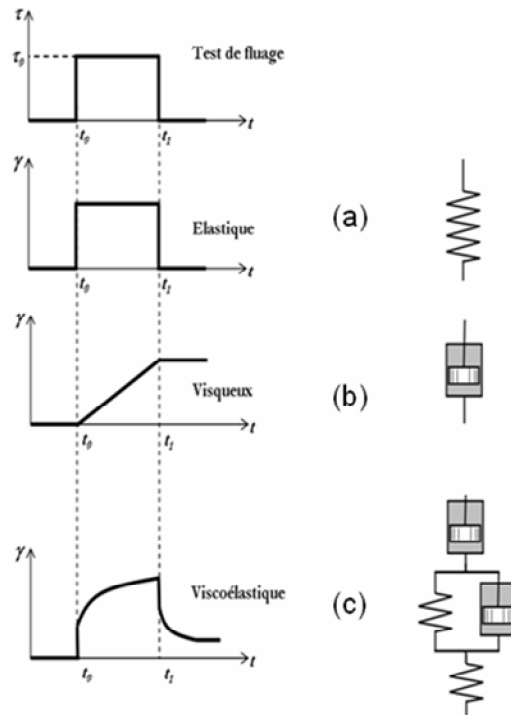 τ
τ₀
Test de fluage
t
t₀
t₁
γ
Elastique
(a)
t
t₀
t₁
γ
Visqueux
(b)
t
t₀
t₁
γ
Viscoélastique
(c)
t
t₀
t₁